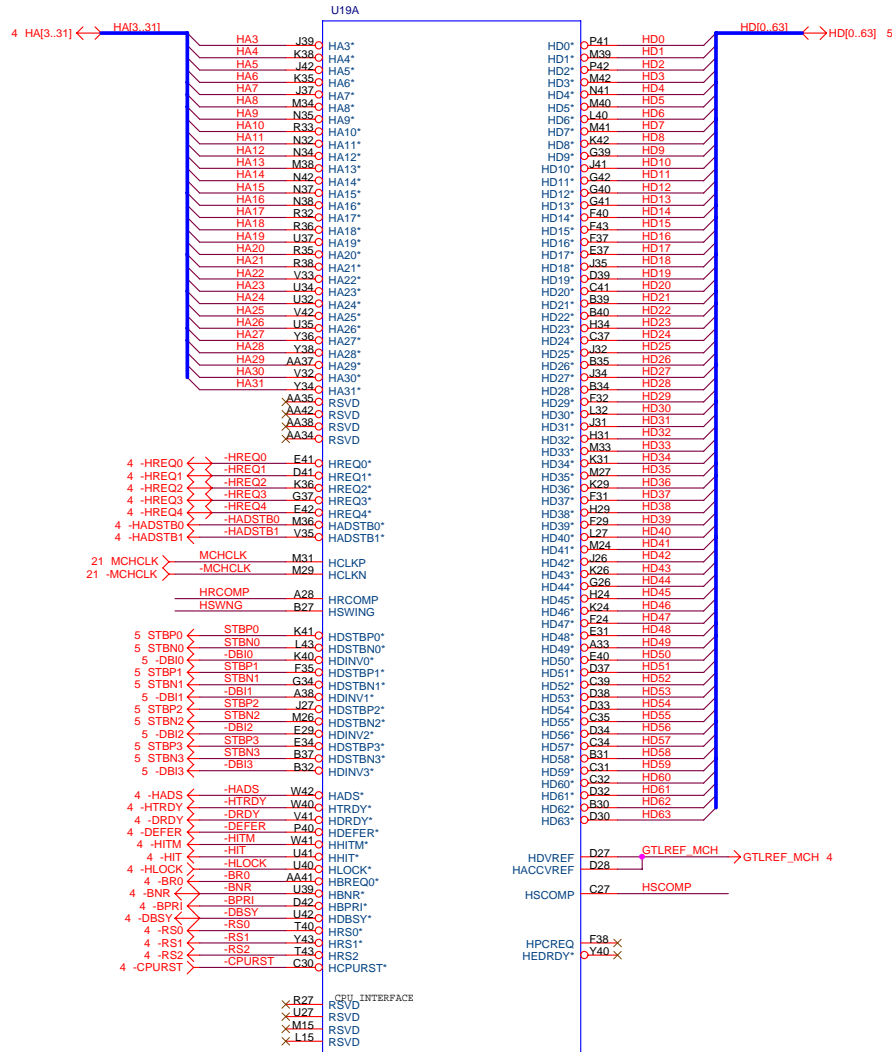 U19A
4 HA[3..31] HA[3..31] HD[0..63] HD[0..63] 5
HA3 J39 HA3* HD0* P41 HD0
HA4 K38 HA4* HD1* M39 HD1
HA5 J42 HA5* HD2* P42 HD2
HA6 K35 HA6* HD3* M42 HD3
HA7 J37 HA7* HD4* N41 HD4
HA8 M34 HA8* HD5* M40 HD5
HA9 N35 HA9* HD6* L40 HD6
HA10 R33 HA10* HD7* M41 HD7
HA11 N32 HA11* HD8* K42 HD8
HA12 N34 HA12* HD9* G39 HD9
HA13 M38 HA13* HD10* J41 HD10
HA14 N42 HA14* HD11* G42 HD11
HA15 N37 HA15* HD12* G40 HD12
HA16 N38 HA16* HD13* G41 HD13
HA17 R32 HA17* HD14* F40 HD14
HA18 R36 HA18* HD15* F43 HD15
HA19 U37 HA19* HD16* F37 HD16
HA20 R35 HA20* HD17* E37 HD17
HA21 R38 HA21* HD18* J35 HD18
HA22 V33 HA22* HD19* D39 HD19
HA23 U34 HA23* HD20* C41 HD20
HA24 U32 HA24* HD21* B39 HD21
HA25 V42 HA25* HD22* B40 HD22
HA26 U35 HA26* HD23* H34 HD23
HA27 Y36 HA27* HD24* C37 HD24
HA28 Y38 HA28* HD25* J32 HD25
HA29 AA37 HA29* HD26* B35 HD26
HA30 V32 HA30* HD27* J34 HD27
HA31 Y34 HA31* HD28* B34 HD28
AA35 RSVD HD29* F32 HD29
AA42 RSVD HD30* L32 HD30
AA38 RSVD HD31* J31 HD31
AA34 RSVD HD32* H31 HD32
HD33* M33 HD33
4 -HREQ0 -HREQ0 E41 HREQ0* HD34* K31 HD34
4 -HREQ1 -HREQ1 D41 HREQ1* HD35* M27 HD35
4 -HREQ2 -HREQ2 K36 HREQ2* HD36* K29 HD36
4 -HREQ3 -HREQ3 G37 HREQ3* HD37* F31 HD37
4 -HREQ4 -HREQ4 E42 HREQ4* HD38* H29 HD38
4 -HADSTB0 -HADSTB0 M36 HADSTB0* HD39* F29 HD39
4 -HADSTB1 -HADSTB1 V35 HADSTB1* HD40* L27 HD40
HD41* M24 HD41
21 MCHCLK MCHCLK M31 HCLKP HD42* J26 HD42
21 -MCHCLK -MCHCLK M29 HCLKN HD43* K26 HD43
HD44* G26 HD44
HRCOMP A28 HRCOMP HD45* H24 HD45
HSWNG B27 HSWING HD46* K24 HD46
HD47* F24 HD47
5 STBP0 STBP0 K41 HDSTBP0* HD48* E31 HD48
5 STBN0 STBN0 L43 HDSTBN0* HD49* A33 HD49
5 -DBI0 -DBI0 K40 HDINV0* HD50* E40 HD50
5 STBP1 STBP1 F35 HDSTBP1* HD51* D37 HD51
5 STBN1 STBN1 G34 HDSTBN1* HD52* C39 HD52
5 -DBI1 -DBI1 A38 HDINV1* HD53* D38 HD53
5 STBP2 STBP2 J27 HDSTBP2* HD54* D33 HD54
5 STBN2 STBN2 M26 HDSTBN2* HD55* C35 HD55
5 -DBI2 -DBI2 E29 HDINV2* HD56* D34 HD56
5 STBP3 STBP3 E34 HDSTBP3* HD57* C34 HD57
5 STBN3 STBN3 B37 HDSTBN3* HD58* B31 HD58
5 -DBI3 -DBI3 B32 HDINV3* HD59* C31 HD59
HD60* C32 HD60
4 -HADS -HADS W42 HADS* HD61* D32 HD61
4 -HTRDY -HTRDY W40 HTRDY* HD62* B30 HD62
4 -DRDY -DRDY V41 HDRDY* HD63* D30 HD63
4 -DEFER -DEFER P40 HDEFER*
4 -HITM -HITM W41 HHITM*
4 -HIT -HIT U41 HHIT* HDVREF D27 GTLREF_MCH GTLREF_MCH 4
4 -HLOCK -HLOCK U40 HLOCK* HACCVREF D28
4 -BR0 -BR0 AA41 HBREQ0*
4 -BNR -BNR U39 HBNR* HSCOMP C27 HSCOMP
4 -BPRI -BPRI D42 HBPRI*
4 -DBSY -DBSY U42 HDBSY*
4 -RS0 -RS0 T40 HRS0*
4 -RS1 -RS1 Y43 HRS1* HPCREQ F38
4 -RS2 -RS2 T43 HRS2 HEDRDY* Y40
4 -CPURST -CPURST C30 HCPURST*
CPU INTERFACE
R27 RSVD
U27 RSVD
M15 RSVD
L15 RSVD